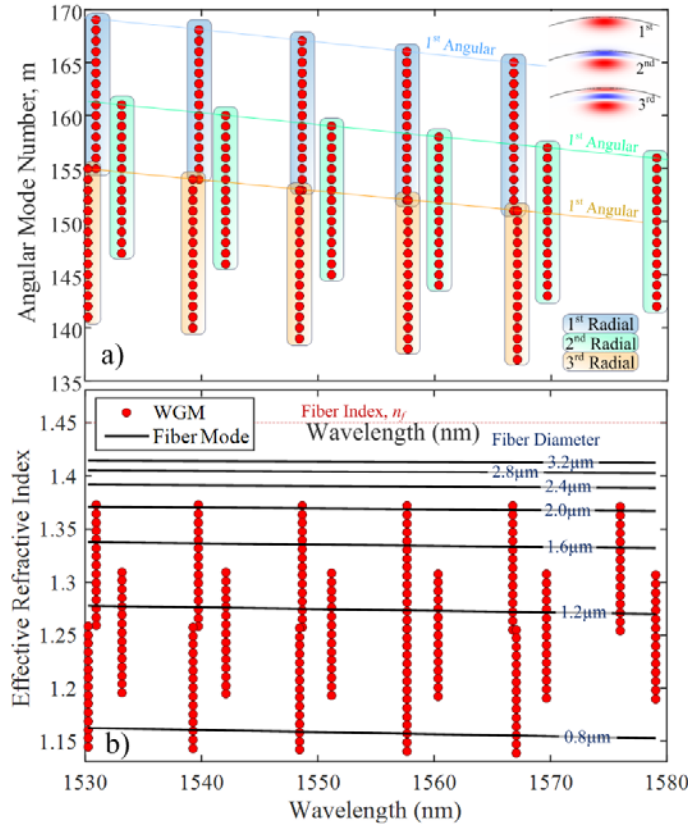 170
165
160
155
150
145
140
135
Angular Mode Number, m
1st Angular
1st Angular
1st Angular
1st
2nd
3rd
1st Radial
2nd Radial
3rd Radial
a)
WGM
Fiber Mode
Fiber Index, nf
Wavelength (nm)
Fiber Diameter
3.2µm
2.8µm
2.4µm
2.0µm
1.6µm
1.2µm
0.8µm
1.45
1.4
1.35
1.3
1.25
1.2
1.15
Effective Refractive Index
b)
1530
1540
1550
1560
1570
1580
Wavelength (nm)